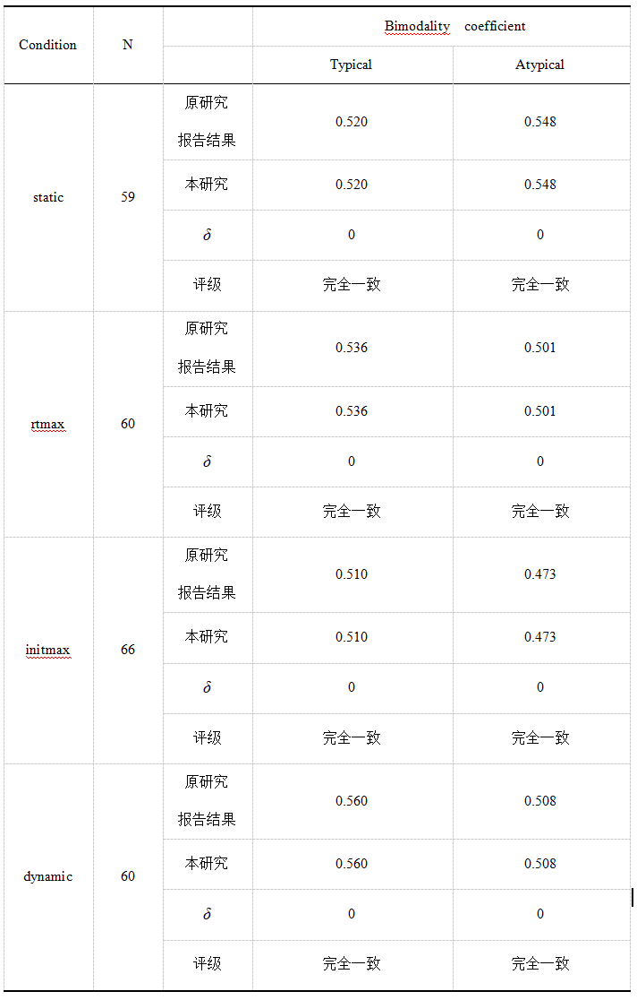 Condition N Bimodality coefficient
Typical Atypical
static 59
原研究
报告结果 0.520 0.548
本研究 0.520 0.548
δ 0 0
评级 完全一致 完全一致
rtmax 60
原研究
报告结果 0.536 0.501
本研究 0.536 0.501
δ 0 0
评级 完全一致 完全一致
initmax 66
原研究
报告结果 0.510 0.473
本研究 0.510 0.473
δ 0 0
评级 完全一致 完全一致
dynamic 60
原研究
报告结果 0.560 0.508
本研究 0.560 0.508
δ 0 0
评级 完全一致 完全一致